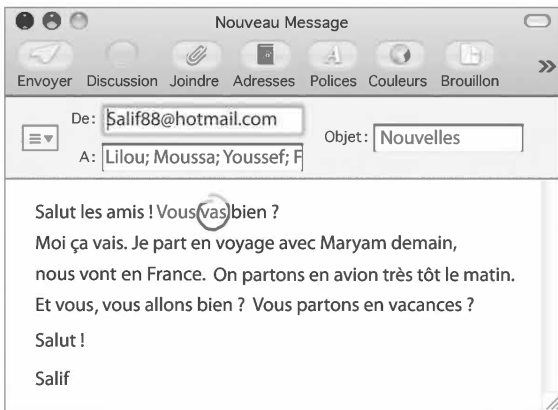 Nouveau Message
Envoyer Discussion Joindre Adresses Polices Couleurs Brouillon
De: Salif88@hotmail.com
Objet: Nouvelles
A: Lilou; Moussa; Youssef; F
Salut les amis ! Vous vas bien ?
Moi ça vais. Je part en voyage avec Maryam demain,
nous vont en France. On partons en avion très tôt le matin.
Et vous, vous allons bien ? Vous partons en vacances ?
Salut !
Salif